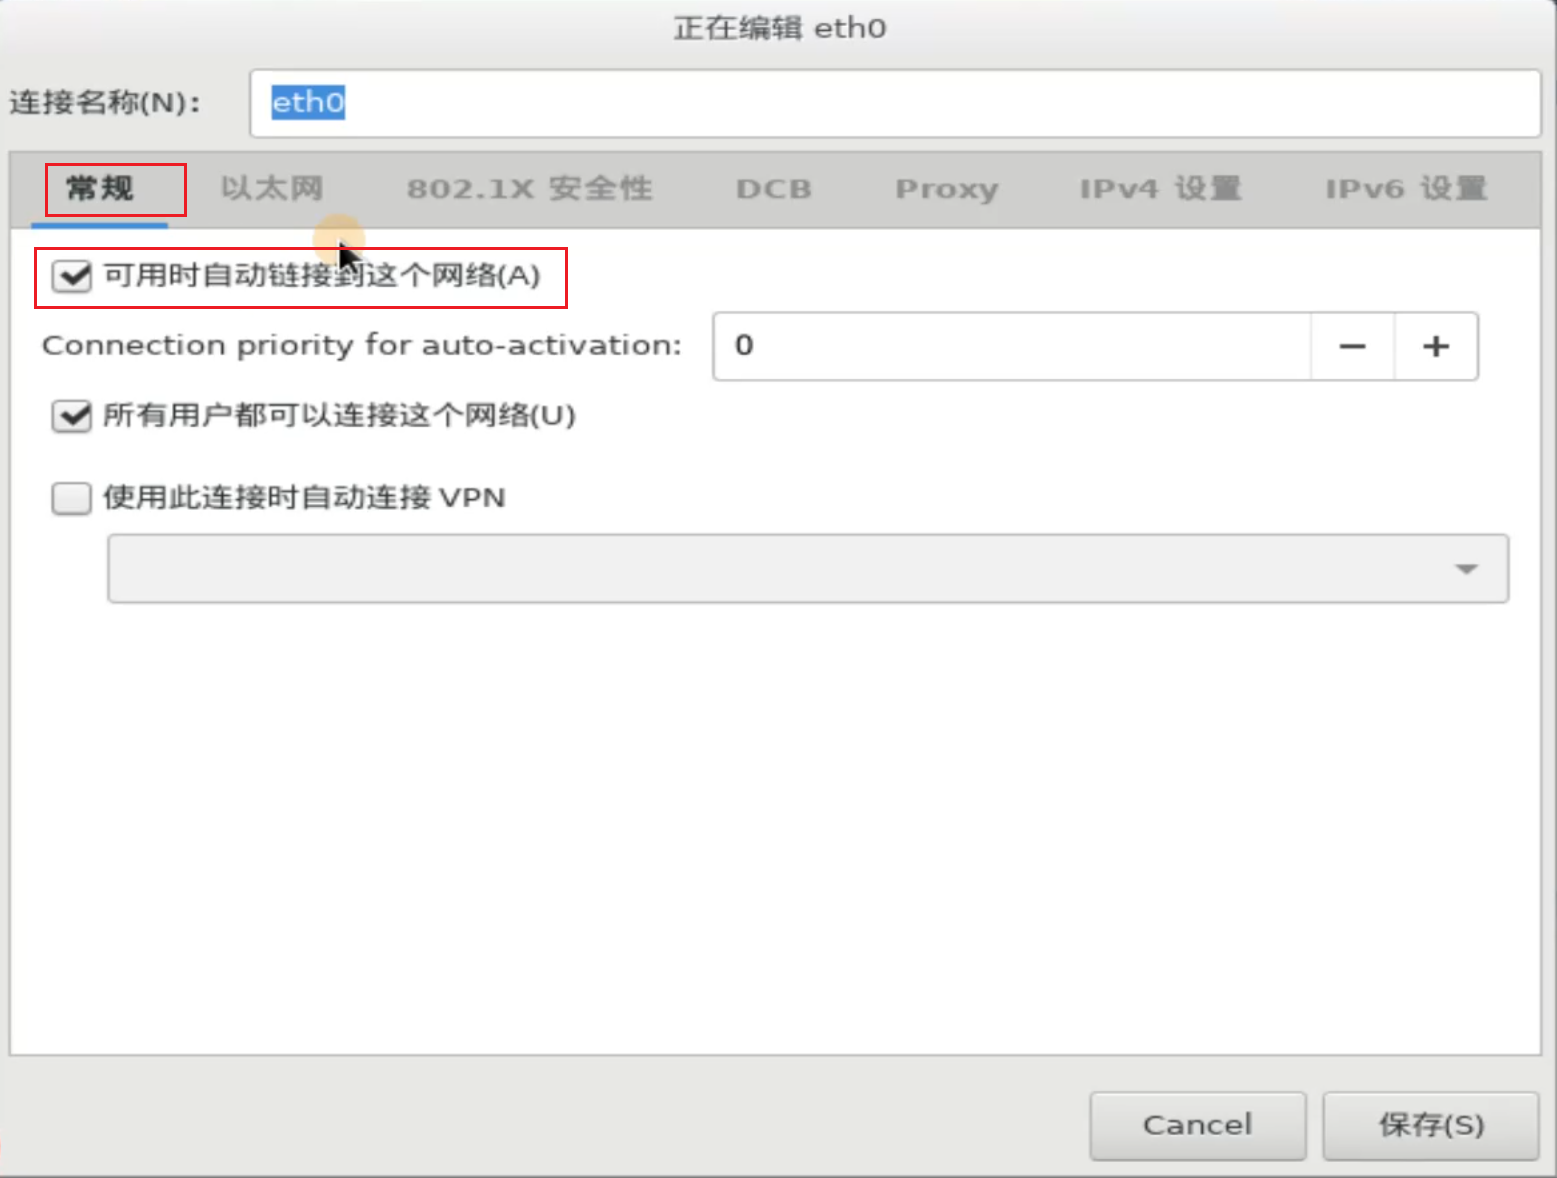 正在编辑 eth0
连接名称(N)： eth0
常规 以太网 802.1X 安全性 DCB Proxy IPv4 设置 IPv6 设置
可用时自动链接到这个网络(A)
Connection priority for auto-activation: 0 − +
所有用户都可以连接这个网络(U)
使用此连接时自动连接 VPN
Cancel 保存(S)